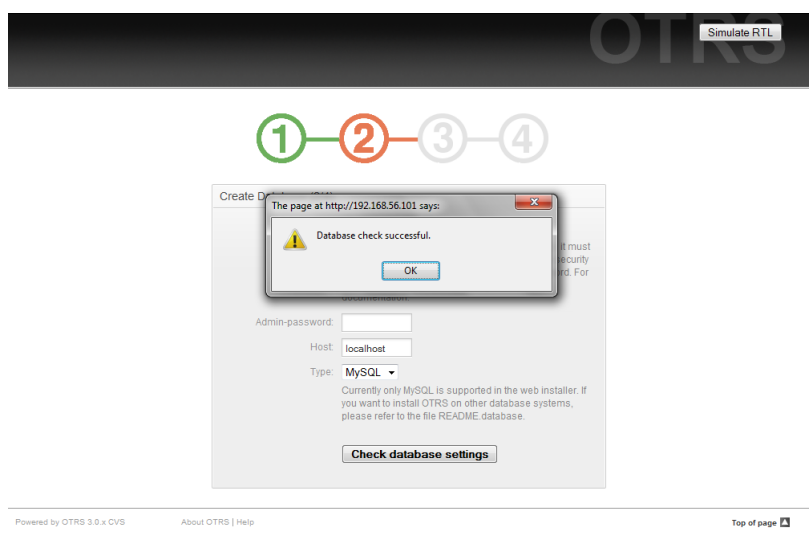 OTRS
Simulate RTL
1
2
3
4
Create
The page at http://192.168.56.101 says:
Database check successful.
OK
it must
security
For
documentation.
Admin-password:
Host:
localhost
Type:
MySQL
Currently only MySQL is supported in the web installer. If
you want to install OTRS on other database systems,
please refer to the file README.database.
Check database settings
Powered by OTRS 3.0.x CVS
About OTRS | Help
Top of page